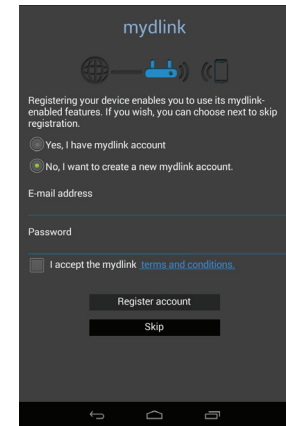 mydlink
Registering your device enables you to use its mydlink-
enabled features. If you wish, you can choose next to skip
registration.
Yes, I have mydlink account
No, I want to create a new mydlink account.
E-mail address
Password
I accept the mydlink terms and conditions.
Register account
Skip